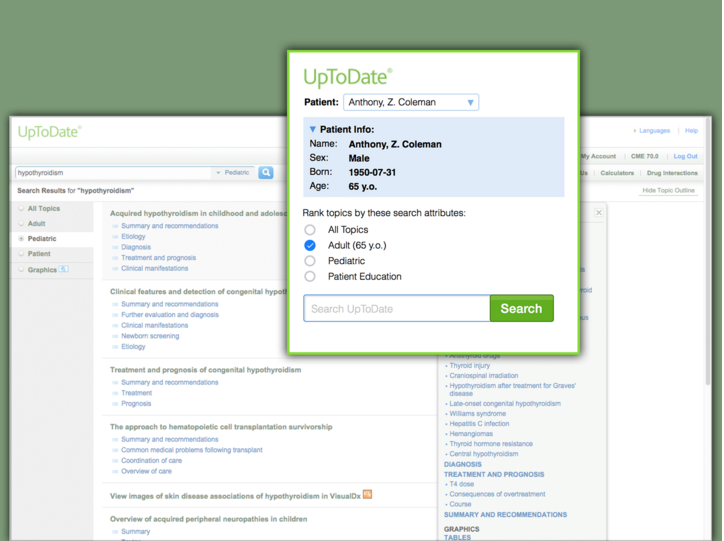 UpToDate®
Patient: Anthony, Z. Coleman
Patient Info:
Name: Anthony, Z. Coleman
Sex: Male
Born: 1950-07-31
Age: 65 y.o.
Rank topics by these search attributes:
All Topics
Adult (65 y.o.)
Pediatric
Patient Education
Search UpToDate
Search
UpToDate®
Languages | Help
My Account | CME 70.0 | Log Out
hypothyroidism
Pediatric
Us | Calculators | Drug Interactions
Search Results for "hypothyroidism"
Hide Topic Outline
All Topics
Adult
Pediatric
Patient
Graphics
Acquired hypothyroidism in childhood and
Summary and recommendations
Etiology
Diagnosis
Treatment and prognosis
Clinical manifestations
Clinical features and detection of congenital
Summary and recommendations
Further evaluation and diagnosis
Clinical manifestations
Newborn screening
Etiology
Treatment and prognosis of congenital hypothyroidism
Summary and recommendations
Treatment
Prognosis
The approach to hematopoietic cell transplantation survivorship
Summary and recommendations
Common medical problems following transplant
Coordination of care
Overview of care
View images of skin disease associations of hypothyroidism in VisualDx
Overview of acquired peripheral neuropathies in children
Summary
Antithyroid drugs
Thyroid injury
Craniospinal irradiation
Hypothyroidism after treatment for Graves'
disease
Late-onset congenital hypothyroidism
Williams syndrome
Hepatitis C infection
Hemangiomas
Thyroid hormone resistance
Central hypothyroidism
DIAGNOSIS
TREATMENT AND PROGNOSIS
T4 dose
Consequences of overtreatment
Course
SUMMARY AND RECOMMENDATIONS
GRAPHICS
TABLES